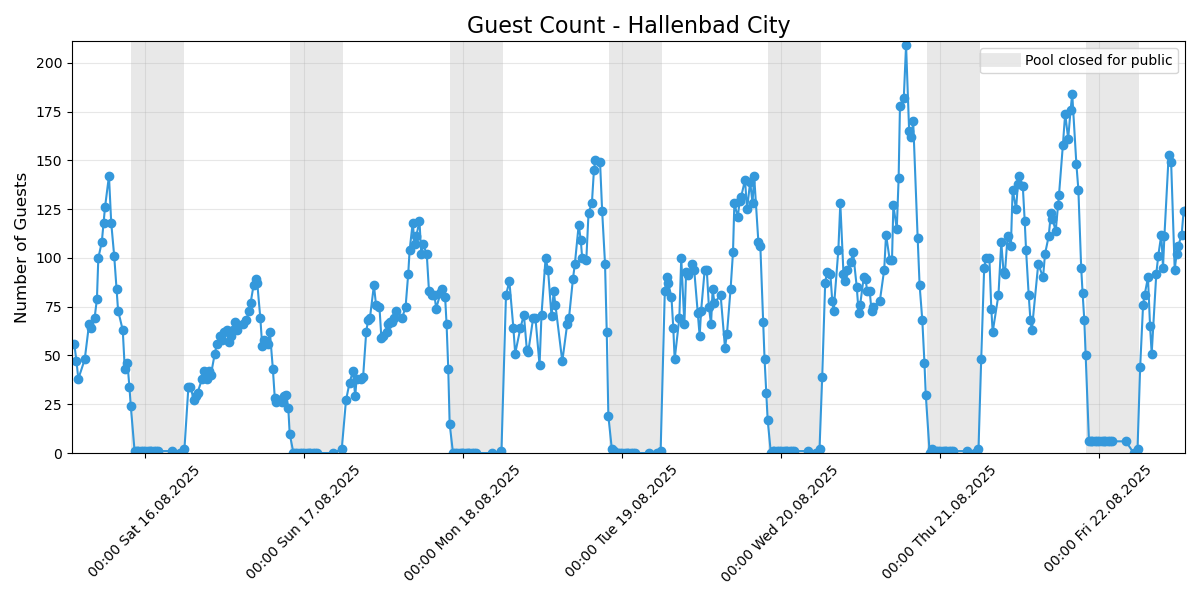 Guest Count - Hallenbad City
Number of Guests
200
175
150
125
100
75
50
25
0
Pool closed for public
00:00 Sat 16.08.2025
00:00 Sun 17.08.2025
00:00 Mon 18.08.2025
00:00 Tue 19.08.2025
00:00 Wed 20.08.2025
00:00 Thu 21.08.2025
00:00 Fri 22.08.2025